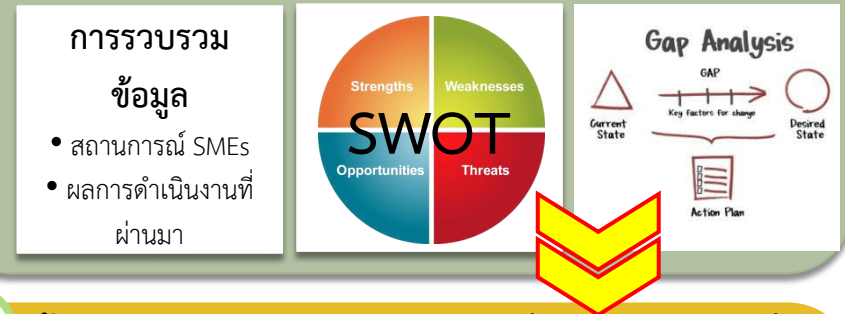 การรวบรวม
ข้อมูล
• สถานการณ์ SMEs
• ผลการดำเนินงานที่
ผ่านมา
Strengths
Weaknesses
SWOT
Opportunities
Threats
Gap Analysis
GAP
Key Factors for change
Current
State
Desired
State
Action Plan